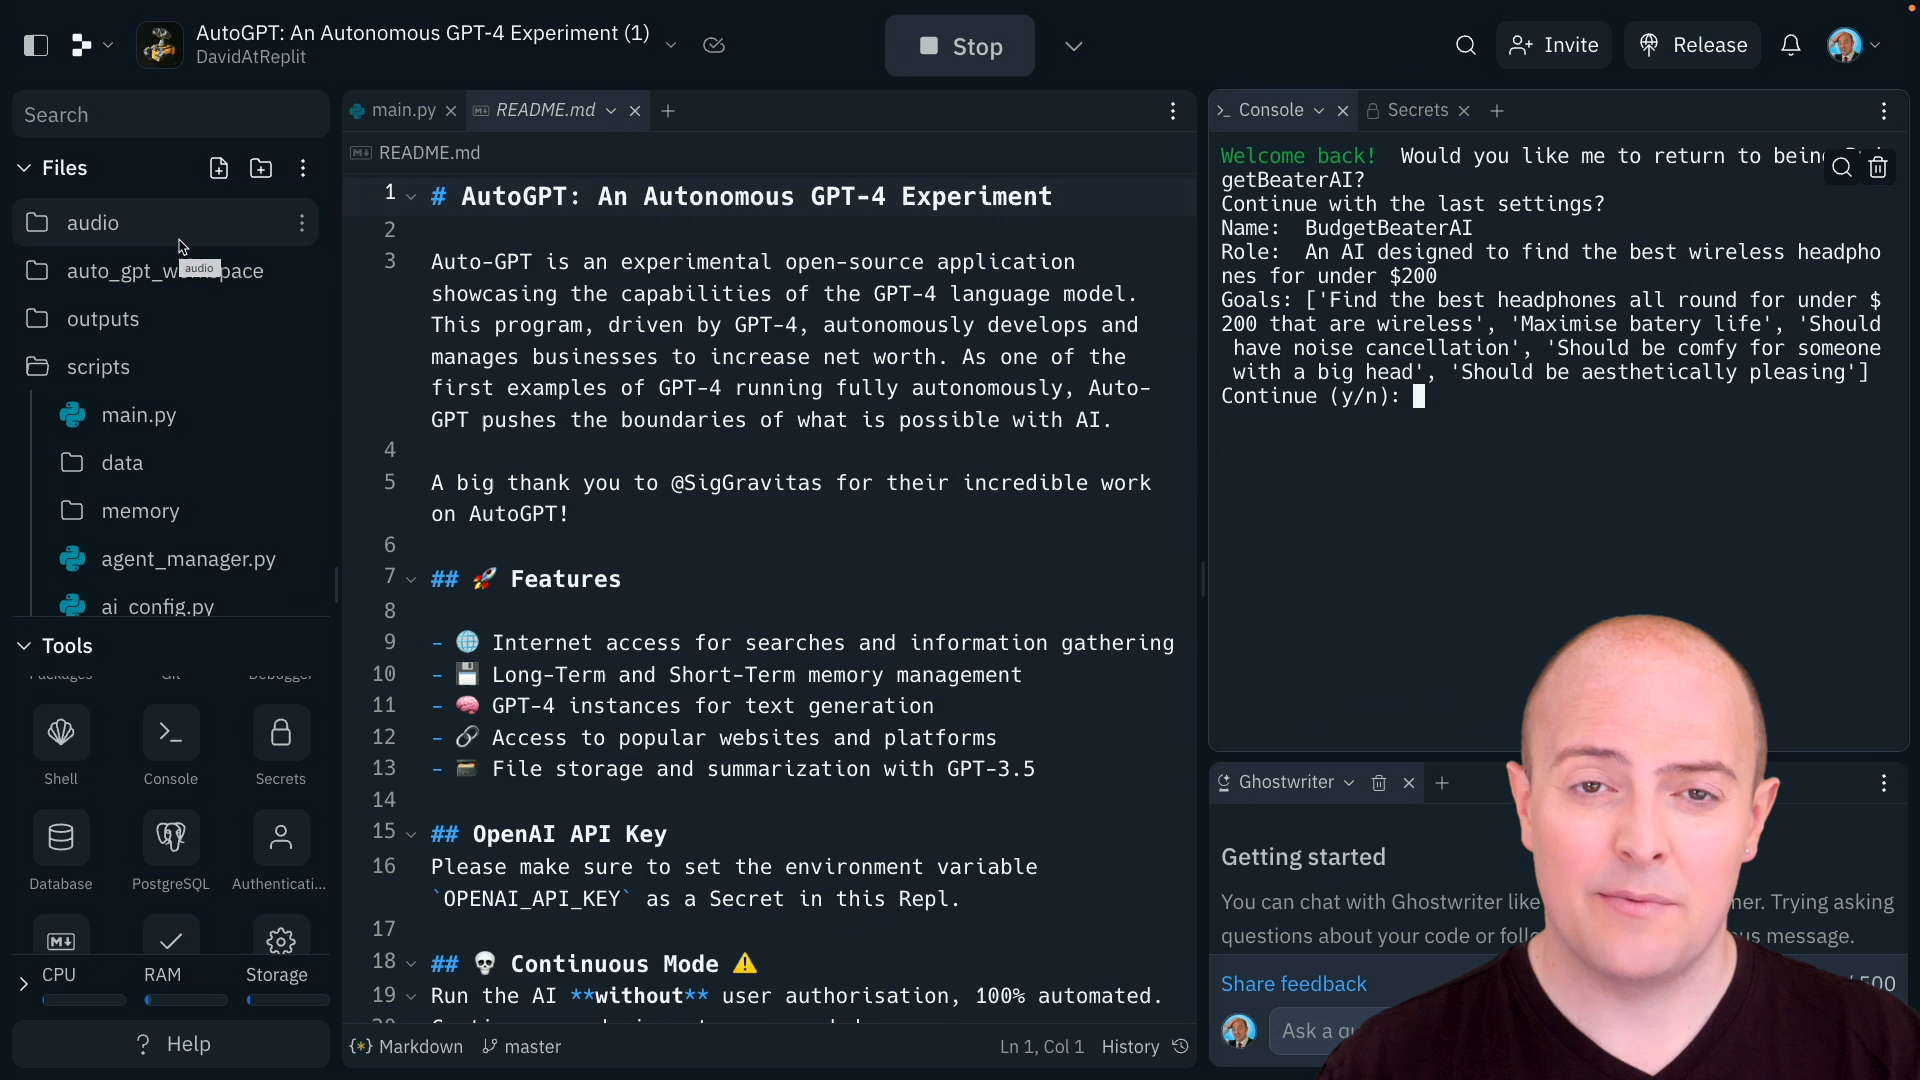 AutoGPT: An Autonomous GPT-4 Experiment (1)
DavidAtReplit
Stop
Invite
Release
Search
Files
audio
auto_gpt_w
pace
audio
outputs
scripts
main.py
data
memory
agent_manager.py
ai_config.py
Tools
Packages
Git
Debugger
Shell
Console
Secrets
Database
PostgreSQL
Authenticati...
CPU
RAM
Storage
? Help
main.py
README.md
README.md
1 # AutoGPT: An Autonomous GPT-4 Experiment
2
3 Auto-GPT is an experimental open-source application
showcasing the capabilities of the GPT-4 language model.
This program, driven by GPT-4, autonomously develops and
manages businesses to increase net worth. As one of the
first examples of GPT-4 running fully autonomously, Auto-
GPT pushes the boundaries of what is possible with AI.
4
5 A big thank you to @SigGravitas for their incredible work
on AutoGPT!
6
7 ## 🚀 Features
8
9 - 🌐 Internet access for searches and information gathering
10 - 💾 Long-Term and Short-Term memory management
11 - 🧠 GPT-4 instances for text generation
12 - 🔗 Access to popular websites and platforms
13 - 🗃️ File storage and summarization with GPT-3.5
14
15 ## OpenAI API Key
16 Please make sure to set the environment variable
`OPENAI_API_KEY` as a Secret in this Repl.
17
18 ## 💀 Continuous Mode ⚠️
19 Run the AI **without** user authorisation, 100% automated.
{*} Markdown
master
Ln 1, Col 1
History
Console
Secrets
Welcome back! Would you like me to return to bein
getBeaterAI?
Continue with the last settings?
Name: BudgetBeaterAI
Role: An AI designed to find the best wireless headpho
nes for under $200
Goals: ['Find the best headphones all round for under $
200 that are wireless', 'Maximise batery life', 'Should
have noise cancellation', 'Should be comfy for someone
with a big head', 'Should be aesthetically pleasing']
Continue (y/n):
Ghostwriter
Getting started
You can chat with Ghostwriter like
ner. Trying asking
questions about your code or foll
us message.
Share feedback
500
Ask a qu